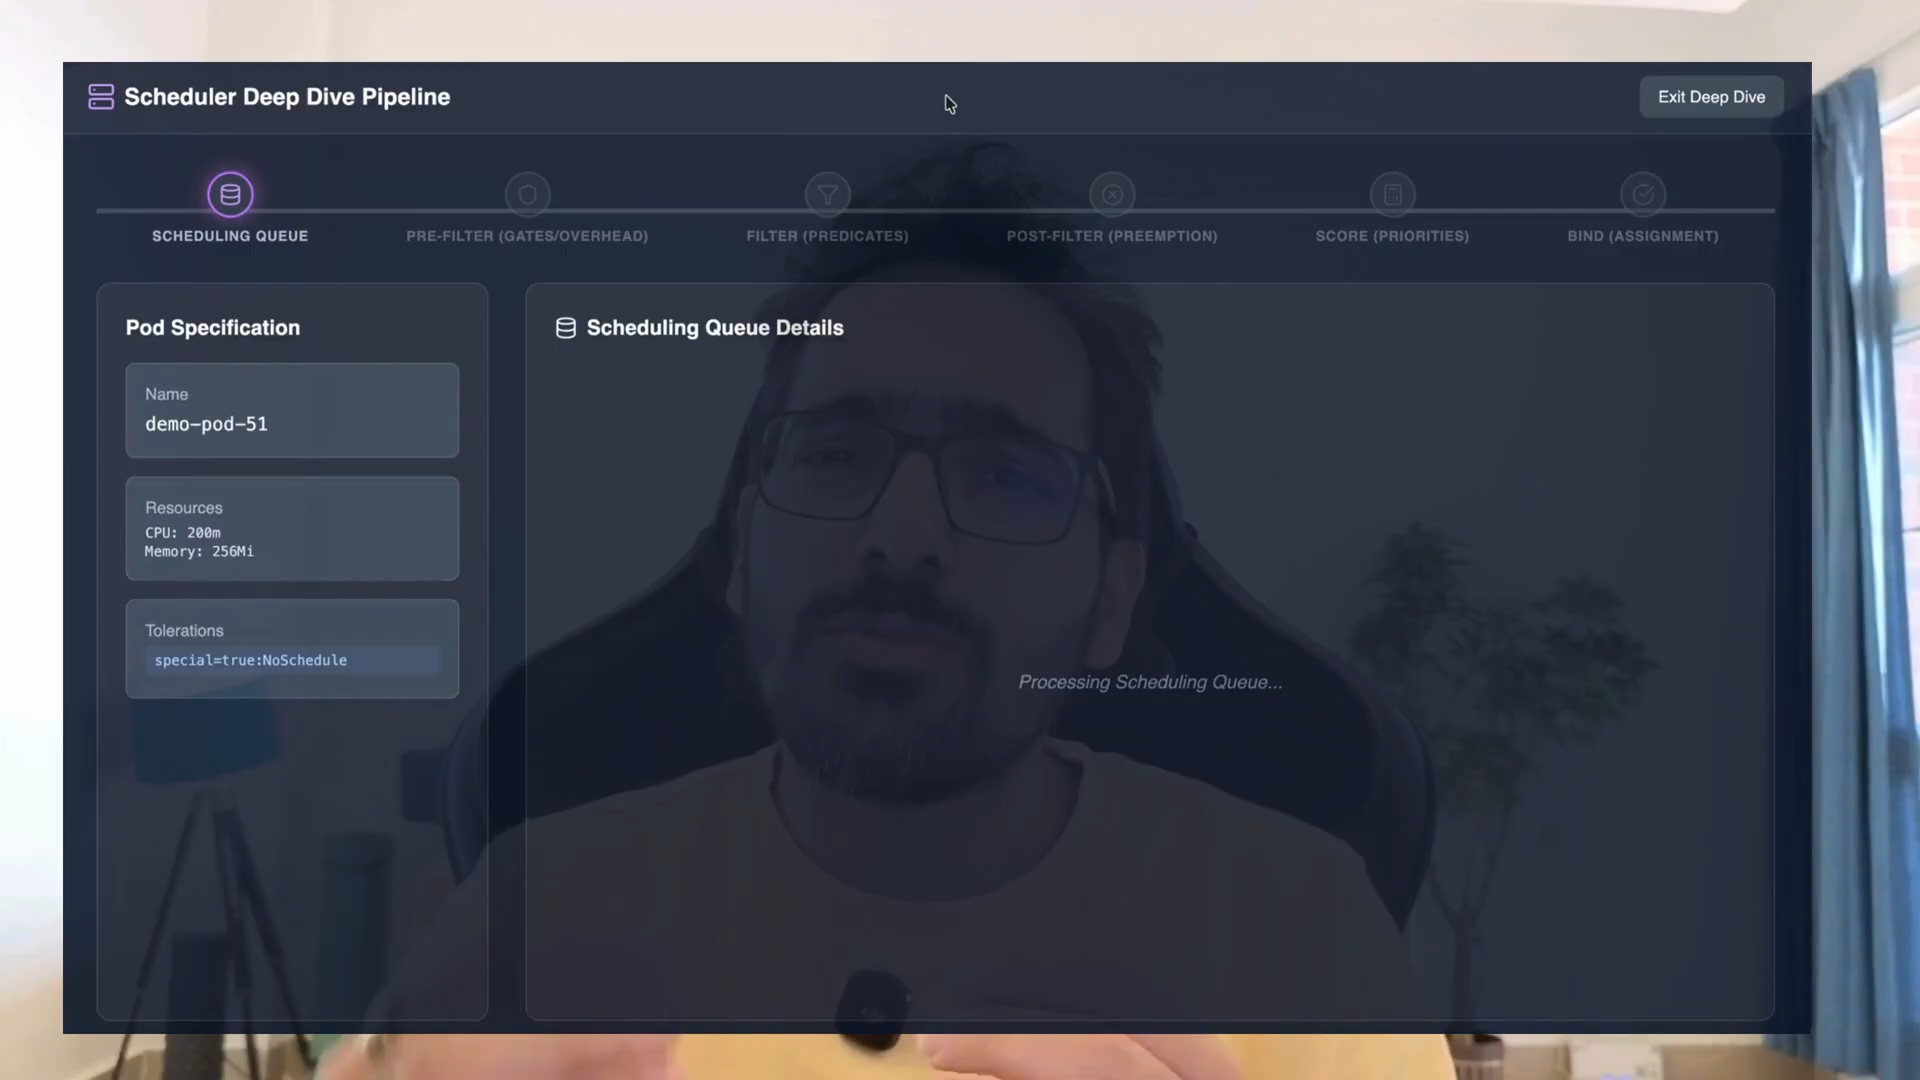 Scheduler Deep Dive Pipeline
Exit Deep Dive
SCHEDULING QUEUE
PRE-FILTER (GATES/OVERHEAD)
FILTER (PREDICATES)
POST-FILTER (PREEMPTION)
SCORE (PRIORITIES)
BIND (ASSIGNMENT)
Pod Specification
Name
demo-pod-51
Resources
CPU: 200m
Memory: 256Mi
Tolerations
special=true:NoSchedule
Scheduling Queue Details
Processing Scheduling Queue...